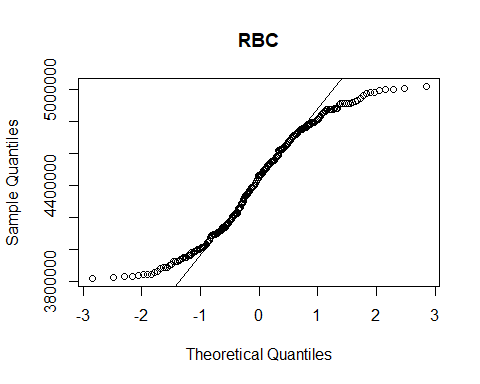 RBC
Sample Quantiles
5000000
4400000
3800000
-3 -2 -1 0 1 2 3
Theoretical Quantiles